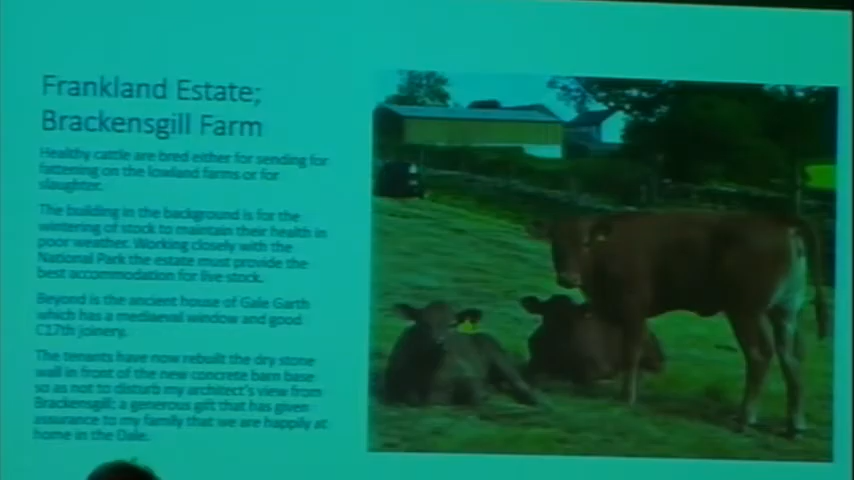 Frankland Estate;
Brackensgill Farm
Healthy cattle are bred either for sending for
fattening on the lowland farms or for
slaughter.
The building in the background is for the
wintering of stock to maintain their health in
poor weather. Working closely with the
National Park the estate must provide the
best accommodation for live stock.
Beyond is the ancient house of Gale Garth
which has a mediaeval window and good
C17th joinery.
The tenants have now rebuilt the dry stone
wall in front of the new concrete barn base
so as not to disturb my architect's view from
Brackensgill; a generous gift that has given
assurance to my family that we are happily at
home in the Dale.